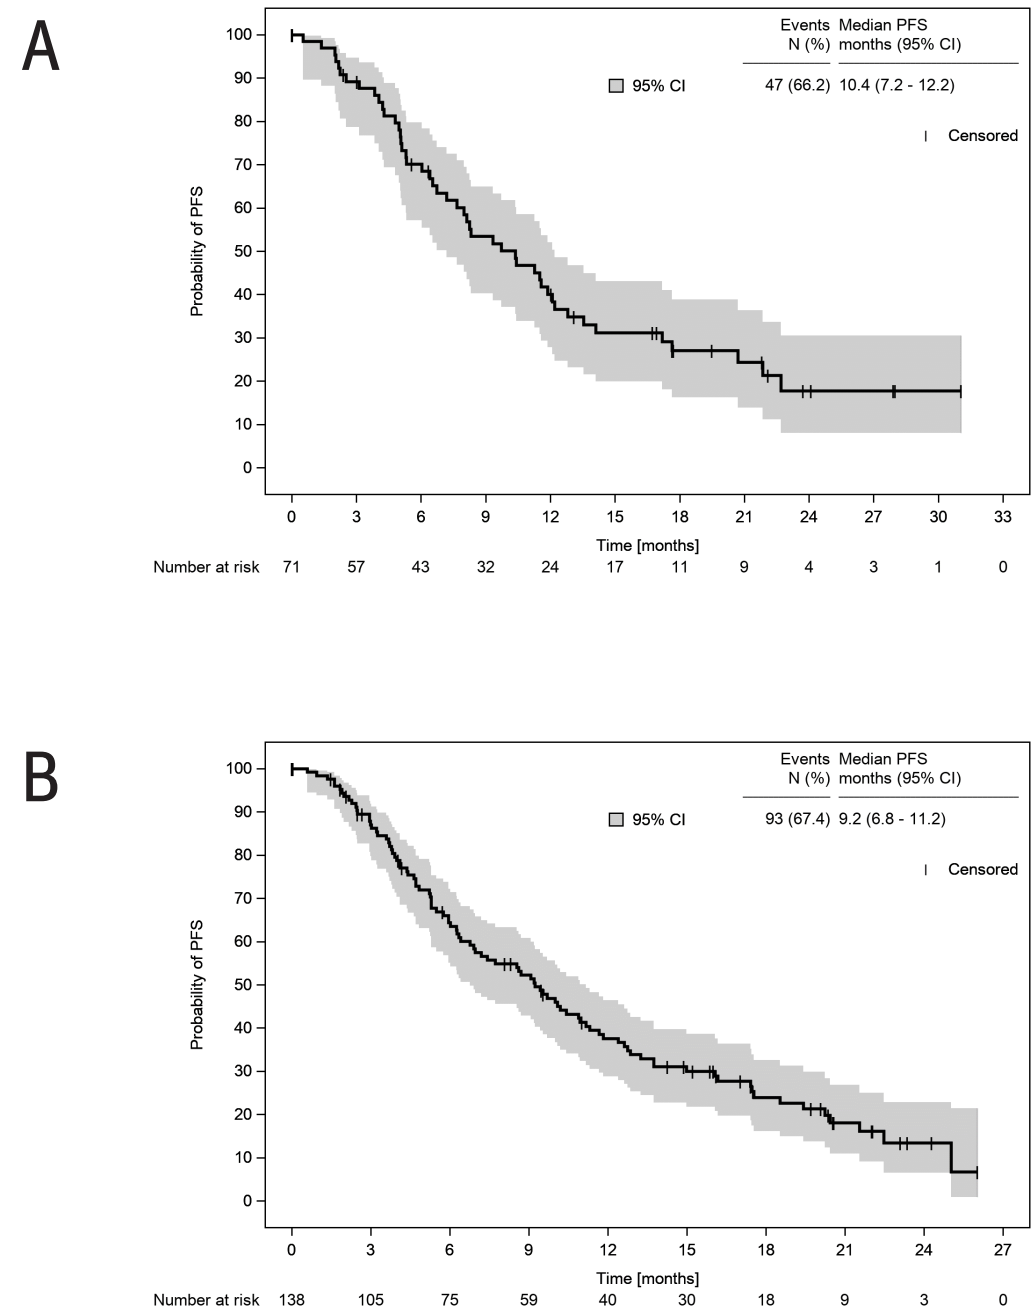 A
Events Median PFS
N (%) months (95% CI)
95% CI 47 (66.2) 10.4 (7.2 - 12.2)
Censored
100
90
80
70
60
50
40
30
20
10
0
Probability of PFS
0 3 6 9 12 15 18 21 24 27 30 33
Time [months]
Number at risk 71 57 43 32 24 17 11 9 4 3 1 0
B
Events Median PFS
N (%) months (95% CI)
95% CI 93 (67.4) 9.2 (6.8 - 11.2)
Censored
100
90
80
70
60
50
40
30
20
10
0
Probability of PFS
0 3 6 9 12 15 18 21 24 27
Time [months]
Number at risk 138 105 75 59 40 30 18 9 3 0